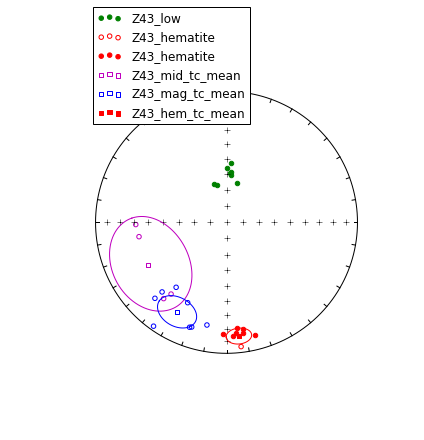 Z43_low
Z43_hematite
Z43_hematite
Z43_mid_tc_mean
Z43_mag_tc_mean
Z43_hem_tc_mean